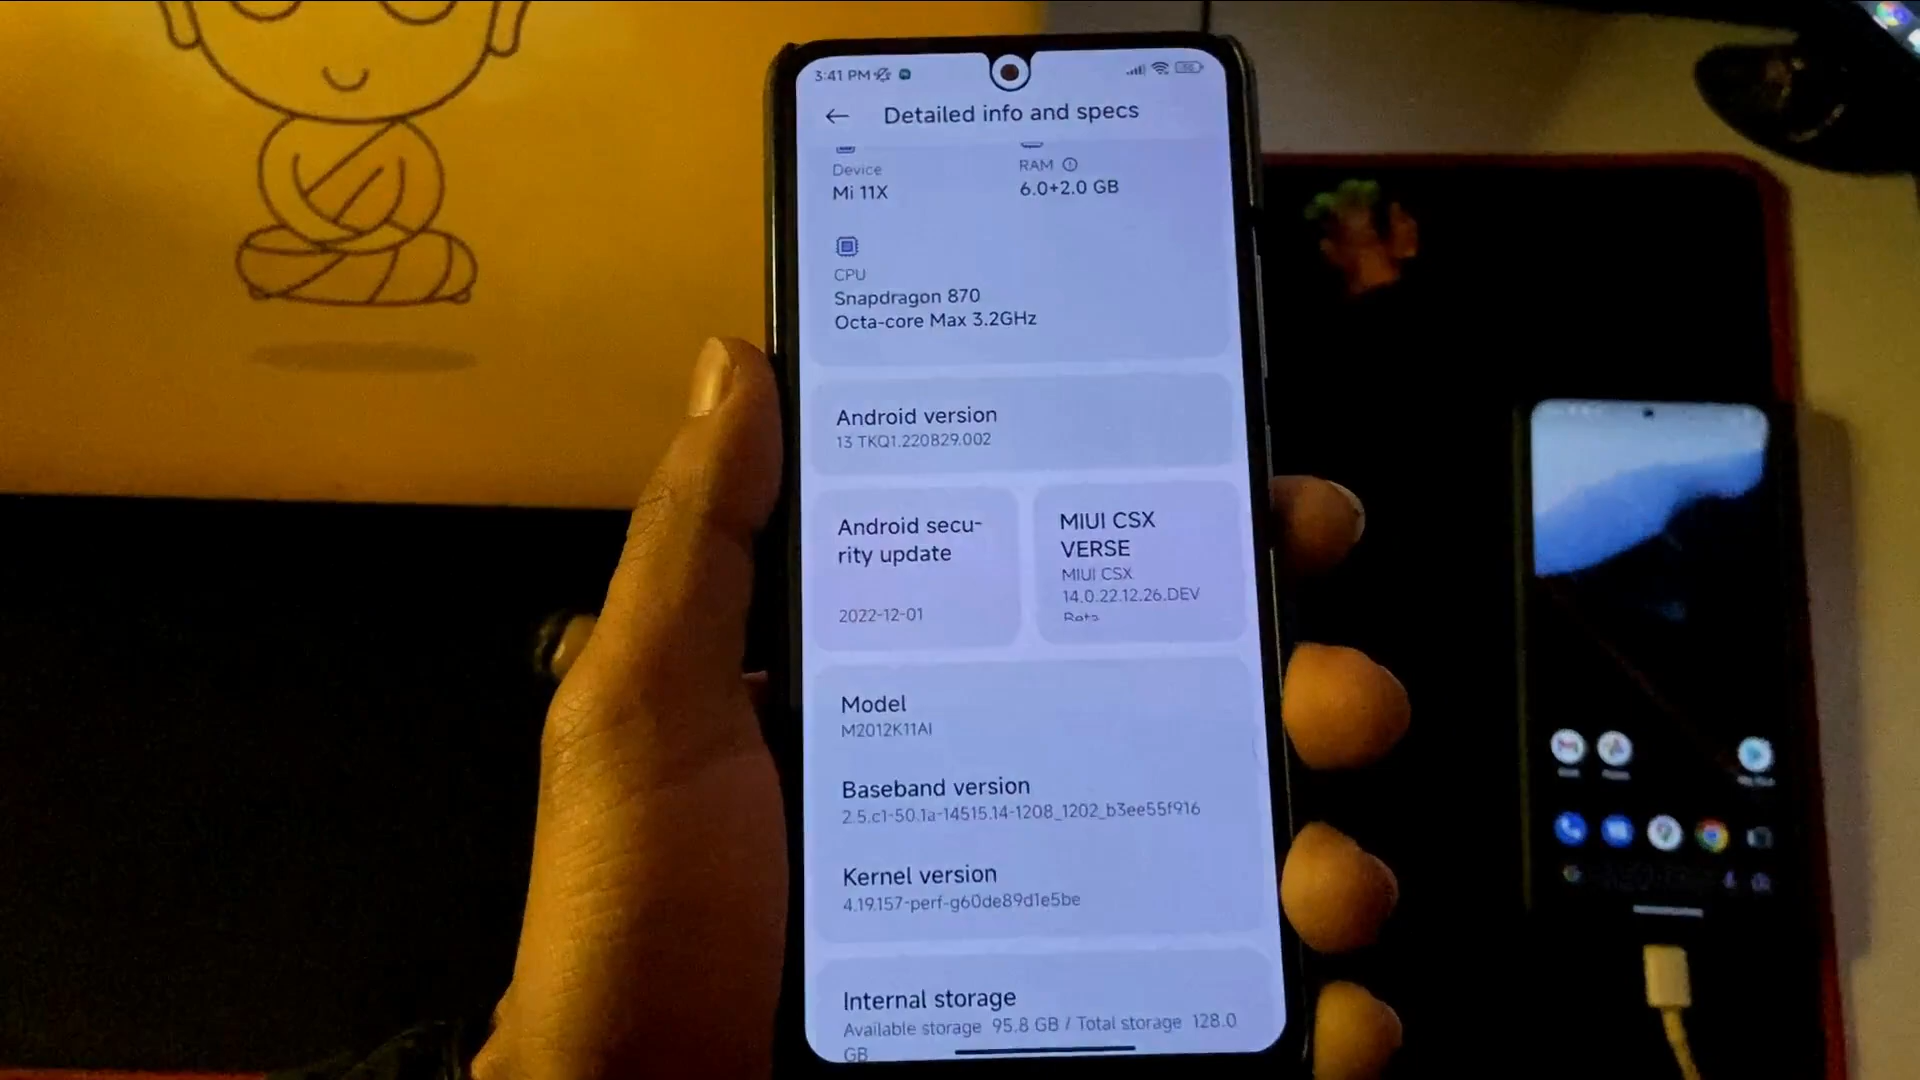 3:41 PM
Detailed info and specs
Device
Mi 11X
RAM
6.0+2.0 GB
CPU
Snapdragon 870
Octa-core Max 3.2GHz
Android version
13 TKQ1.220829.002
Android secu-
rity update
2022-12-01
MIUI CSX
VERSE
MIUI CSX
14.0.22.12.26.DEV
Model
M2012K11AI
Baseband version
2.5.c1-50.1a-14515.14-1208_1202_b3ee55f916
Kernel version
4.19.157-perf-g60de89d1e5be
Internal storage
Available storage 95.8 GB / Total storage 128.0
GB